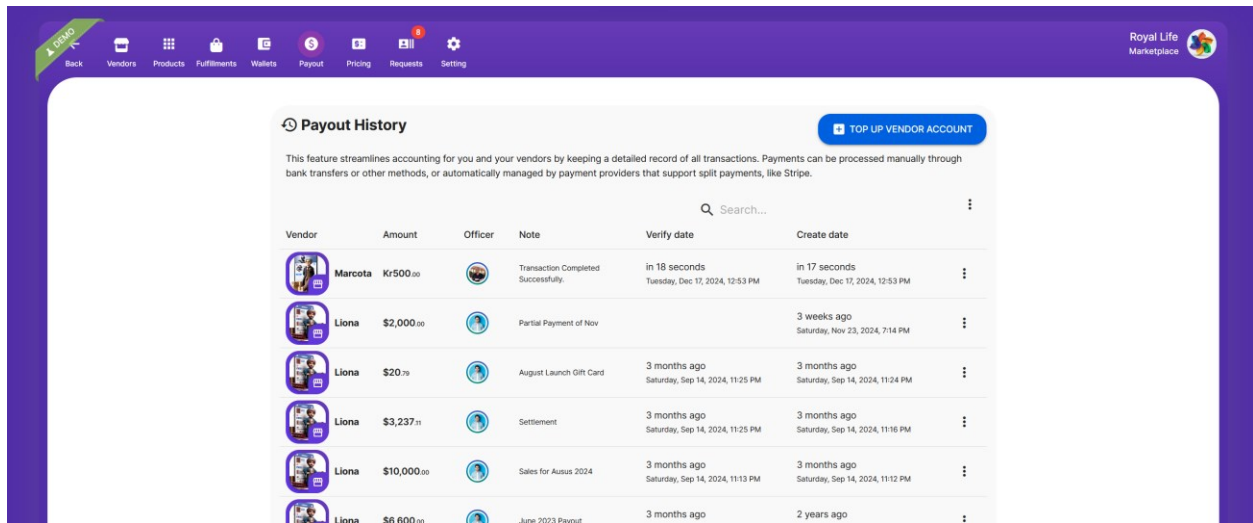 DEMO
Back
Vendors
Products
Fulfillments
Wallets
Payout
Pricing
8
Requests
Setting
Royal Life
Marketplace
Payout History
TOP UP VENDOR ACCOUNT
This feature streamlines accounting for you and your vendors by keeping a detailed record of all transactions. Payments can be processed manually through
bank transfers or other methods, or automatically managed by payment providers that support split payments, like Stripe.
Search...
Vendor Amount Officer Note Verify date Create date
Marcota Kr500.00 Transaction Completed in 18 seconds in 17 seconds
Successfully. Tuesday, Dec 17, 2024, 12:53 PM Tuesday, Dec 17, 2024, 12:53 PM
Liona $2,000.00 Partial Payment of Nov 3 weeks ago
Saturday, Nov 23, 2024, 7:14 PM
Liona $20.79 August Launch Gift Card 3 months ago 3 months ago
Saturday, Sep 14, 2024, 11:25 PM Saturday, Sep 14, 2024, 11:24 PM
Liona $3,237.11 Settlement 3 months ago 3 months ago
Saturday, Sep 14, 2024, 11:25 PM Saturday, Sep 14, 2024, 11:16 PM
Liona $10,000.00 Sales for Ausus 2024 3 months ago 3 months ago
Saturday, Sep 14, 2024, 11:13 PM Saturday, Sep 14, 2024, 11:12 PM
Liona $6,600.00 June 2023 Payout 3 months ago 2 years ago